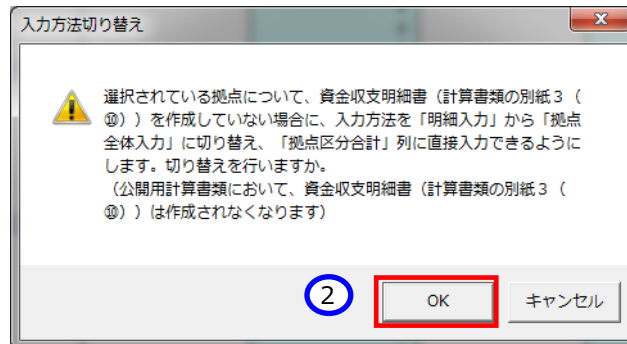 入力方法切り替え
選択されている拠点について、資金収支明細書（計算書類の別紙３（
⑩））を作成していない場合に、入力方法を「明細入力」から「拠点
全体入力」に切り替え、「拠点区分合計」列に直接入力できるように
します。切り替えを行いますか。
（公開用計算書類において、資金収支明細書（計算書類の別紙３（
⑩））は作成されなくなります）
2
OK
キャンセル